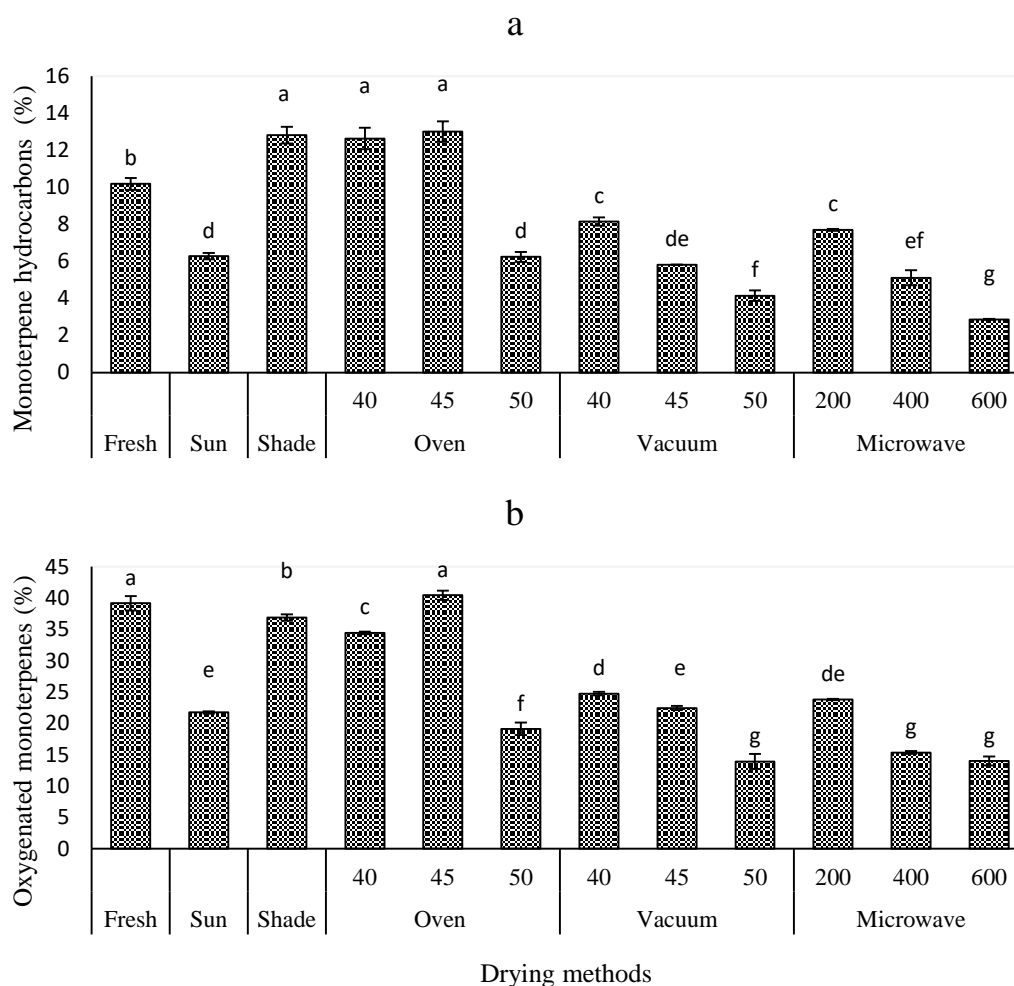 a
Monoterpene hydrocarbons (%)
16
14
12
10
8
6
4
2
0
b
d
a
a
a
d
c
de
f
c
ef
g
40 45 50 40 45 50 200 400 600
Fresh Sun Shade Oven Vacuum Microwave
b
Oxygenated monoterpenes (%)
45
40
35
30
25
20
15
10
5
0
a
e
b
c
a
f
d
e
g
de
g
g
40 45 50 40 45 50 200 400 600
Fresh Sun Shade Oven Vacuum Microwave
Drying methods